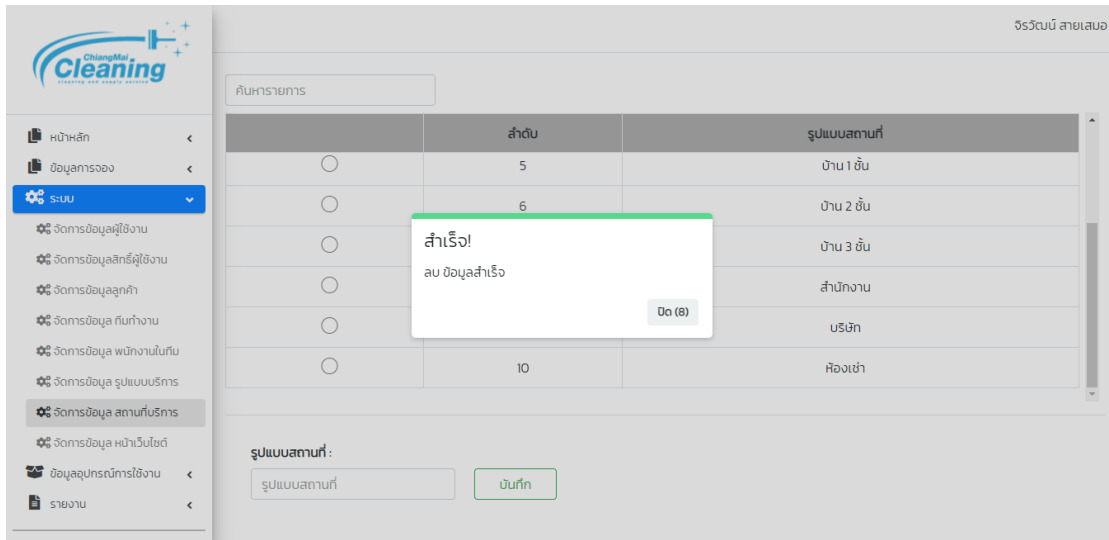 จิรวัฒน์ สายเสมอ
ChiangMai
Cleaning
cleaning and supply service
ค้นหารายการ
ลำดับ รูปแบบสถานที่
5 บ้าน 1 ชั้น
6 บ้าน 2 ชั้น
บ้าน 3 ชั้น
สำนักงาน
บริษัท
10 ห้องเช่า
สำเร็จ!
ลบ ข้อมูลสำเร็จ
ปิด (8)
หน้าหลัก
ข้อมูลการจอง
ระบบ
จัดการข้อมูลผู้ใช้งาน
จัดการข้อมูลสิทธิ์ผู้ใช้งาน
จัดการข้อมูลลูกค้า
จัดการข้อมูล ทีมทำงาน
จัดการข้อมูล พนักงานในทีม
จัดการข้อมูล รูปแบบบริการ
จัดการข้อมูล สถานที่บริการ
จัดการข้อมูล หน้าเว็บไซต์
ข้อมูลอุปกรณ์การใช้งาน
รายงาน
รูปแบบสถานที่ :
รูปแบบสถานที่
บันทึก